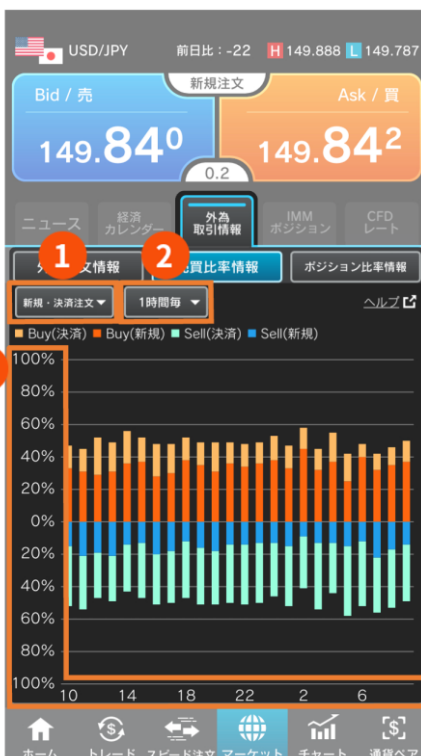 USD/JPY 前日比：-22 H 149.888 L 149.787
新規注文
Bid / 売 Ask / 買
149.840 149.842
0.2
ニュース 経済カレンダー 外為取引情報 IMMポジション CFDレート
1 2
文情報 買比率情報 ポジション比率情報
新規・決済注文▼ 1時間毎 ▼ ヘルプ
Buy(決済) Buy(新規) Sell(決済) Sell(新規)
100%
80%
60%
40%
20%
0%
20%
40%
60%
80%
100%
10 14 18 22 2 6
ホーム トレード スピード注文 マーケット チャート 通貨ペア